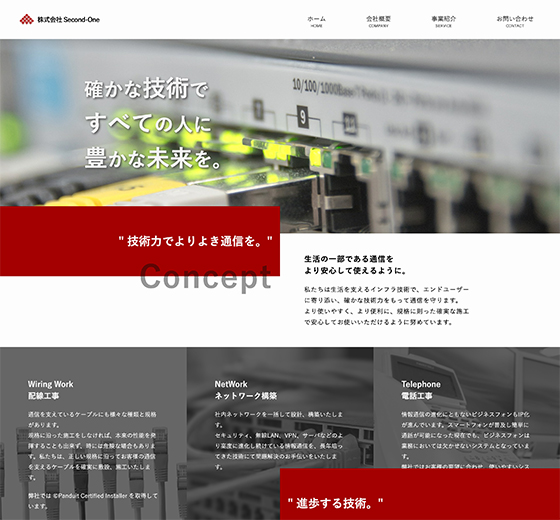 株式会社 Second-One
ホーム 会社概要 事業紹介 お問い合わせ
HOME COMPANY SERVICE CONTACT
10/100/1000Base-T Ports
確かな技術で
すべての人に
豊かな未来を。
9
" 技術力でよりよき通信を。"
Concept
生活の一部である通信を
より安心して使えるように。
私たちは生活を支えるインフラ技術で、エンドユーザー
に寄り添い、確かな技術力をもって通信を守ります。
より使いやすく、より便利に、規格に則った確実な施工
で安心してお使いいただけるように努めています。
Wiring Work
配線工事
通信を支えているケーブルにも様々な種類と規格
があります。
規格に沿った施工をしなければ、本来の性能を発
揮することも出来ず、時には危険な場合もありま
す。私たちは、正しい規格に沿ってお客様の通信
を支えるケーブルを確実に敷設、施工いたしま
す。
弊社では ©Panduit Certified Installer を取得して
います。
NetWork
ネットワーク構築
社内ネットワークを一括して設計、構築いたしま
す。
セキュリティ、無線LAN、VPN、サーバなどのよ
り高度に進化し続けている情報通信を、長年培っ
てきた技術にて問題解決のお手伝いをいたしま
す。
Telephone
電話工事
情報通信の進化にともないビジネスフォンもIP化
が進んでいます。スマートフォンが普及し簡単に
通話が可能になった現在でも、ビジネスフォンは
業務においては欠かせないシステムとなっていま
す。
弊社ではお客様の要望に合わせ、使いやすいシス
" 進歩する技術。"